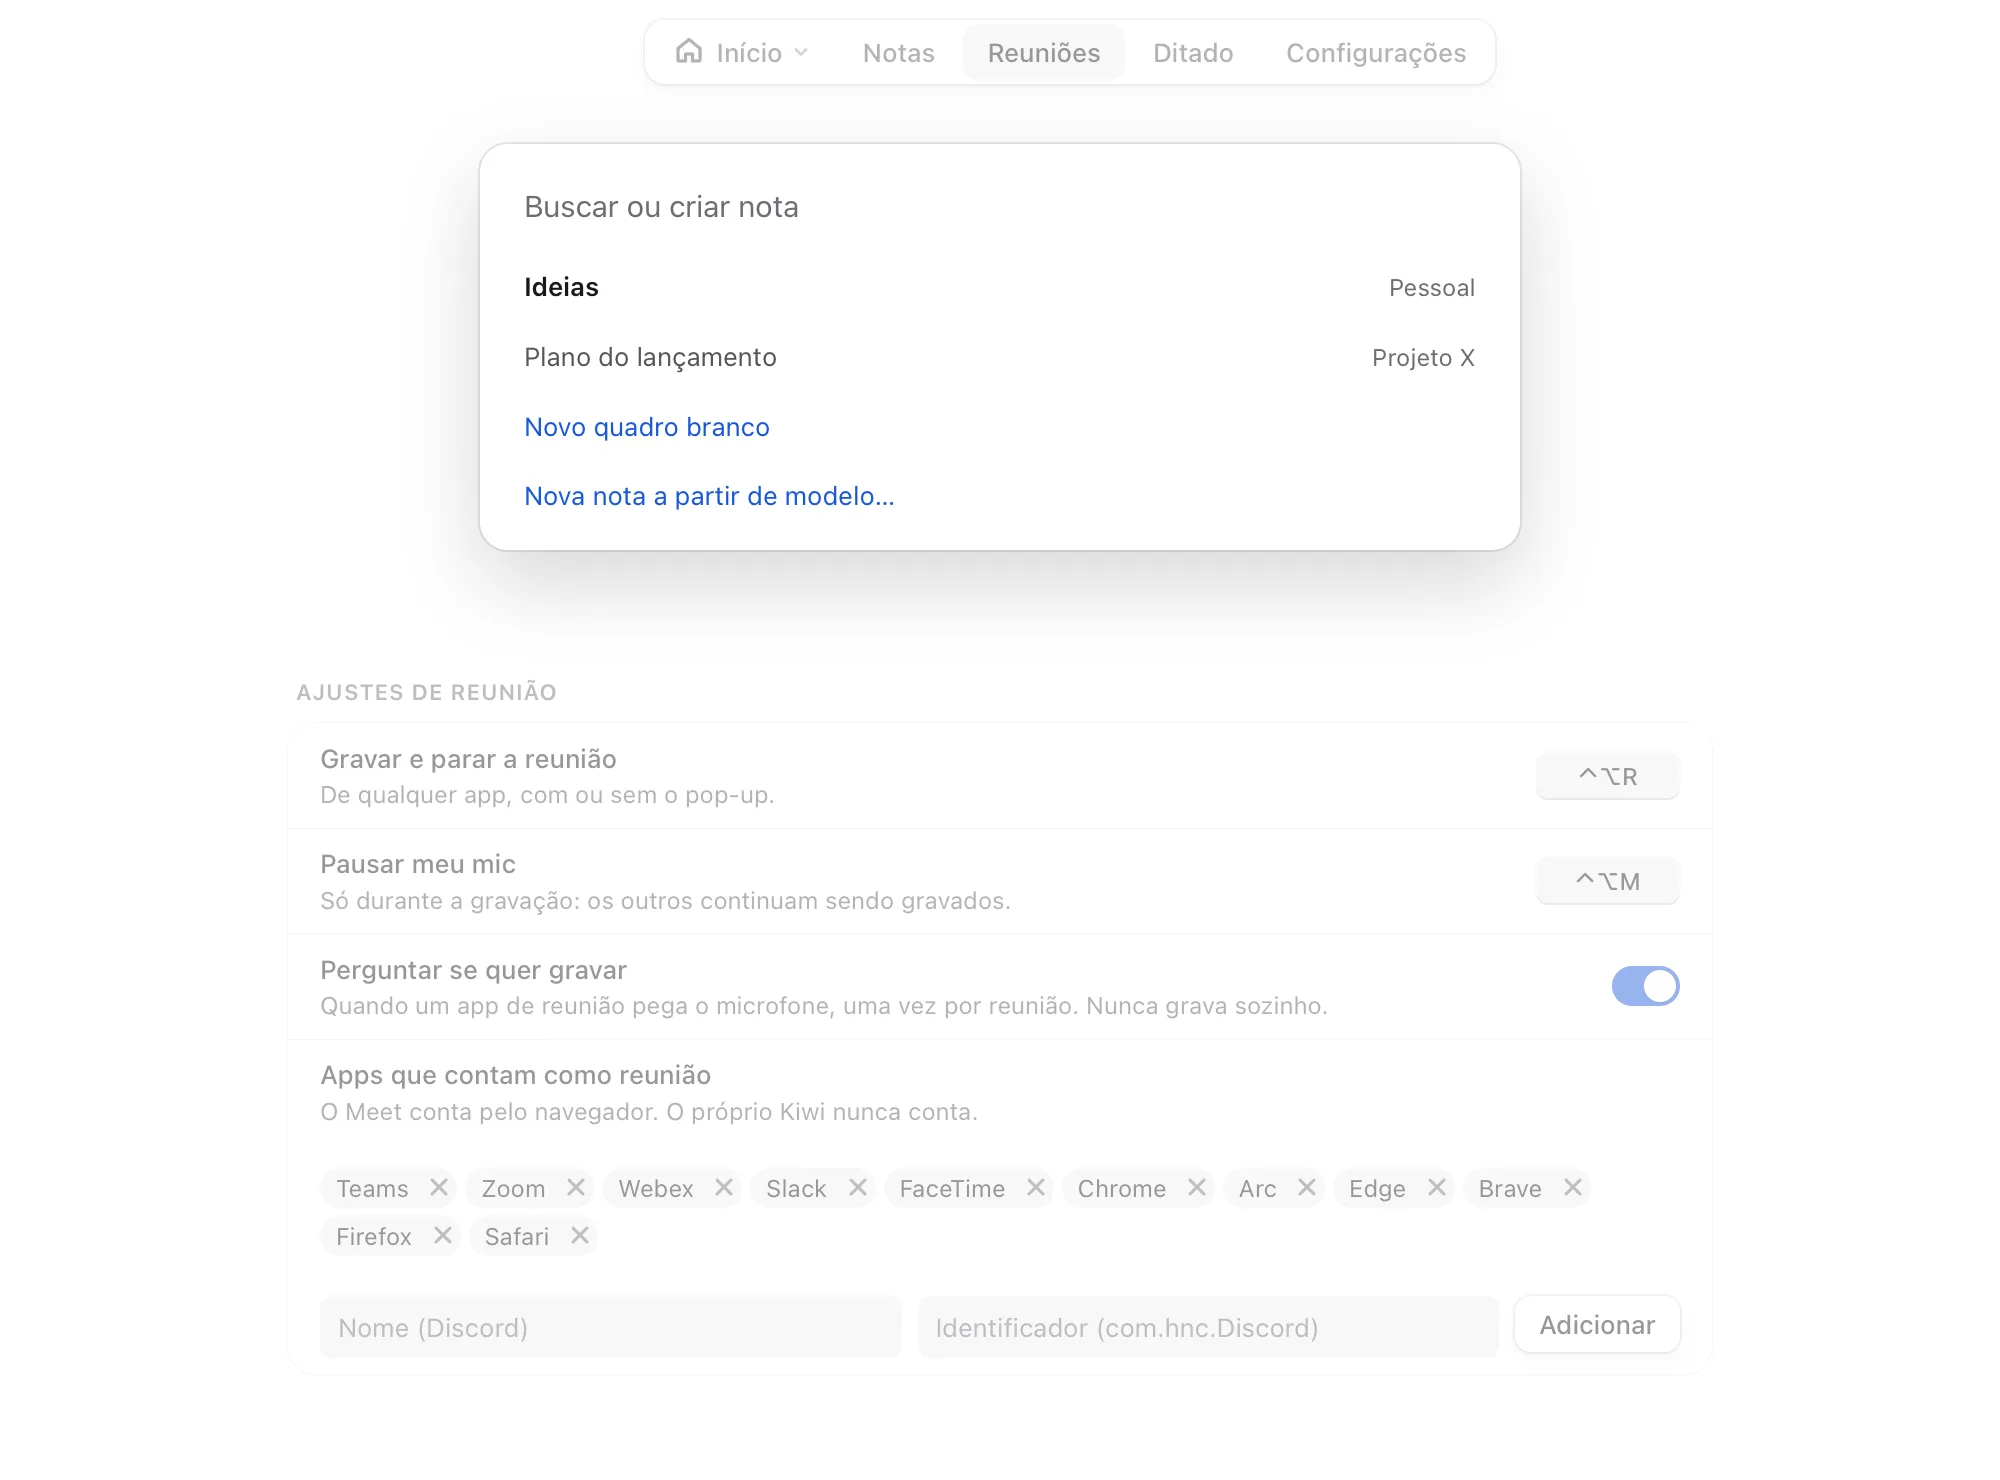 Início Notas Reuniões Ditado Configurações
Buscar ou criar nota
Ideias Pessoal
Plano do lançamento Projeto X
Novo quadro branco
Nova nota a partir de modelo...
AJUSTES DE REUNIÃO
Gravar e parar a reunião
De qualquer app, com ou sem o pop-up.
^⌥R
Pausar meu mic
Só durante a gravação: os outros continuam sendo gravados.
^⌥M
Perguntar se quer gravar
Quando um app de reunião pega o microfone, uma vez por reunião. Nunca grava sozinho.
Apps que contam como reunião
O Meet conta pelo navegador. O próprio Kiwi nunca conta.
Teams Zoom Webex Slack FaceTime Chrome Arc Edge Brave
Firefox Safari
Nome (Discord) Identificador (com.hnc.Discord) Adicionar